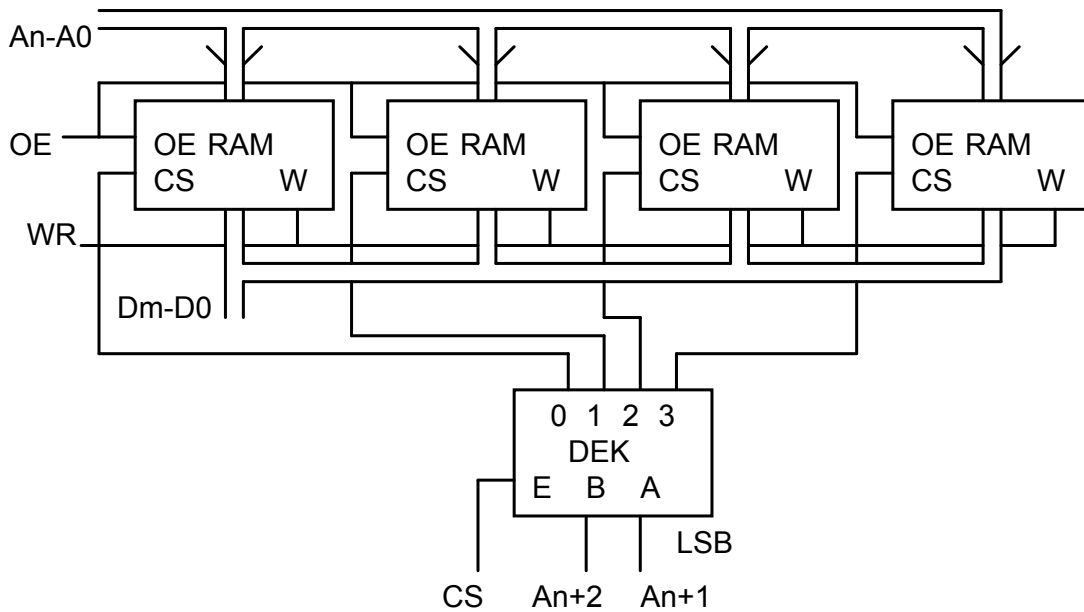 An-A0
OE
OE RAM
CS W
OE RAM
CS W
OE RAM
CS W
OE RAM
CS W
WR
Dm-D0
0 1 2 3
DEK
E B A
LSB
CS An+2 An+1